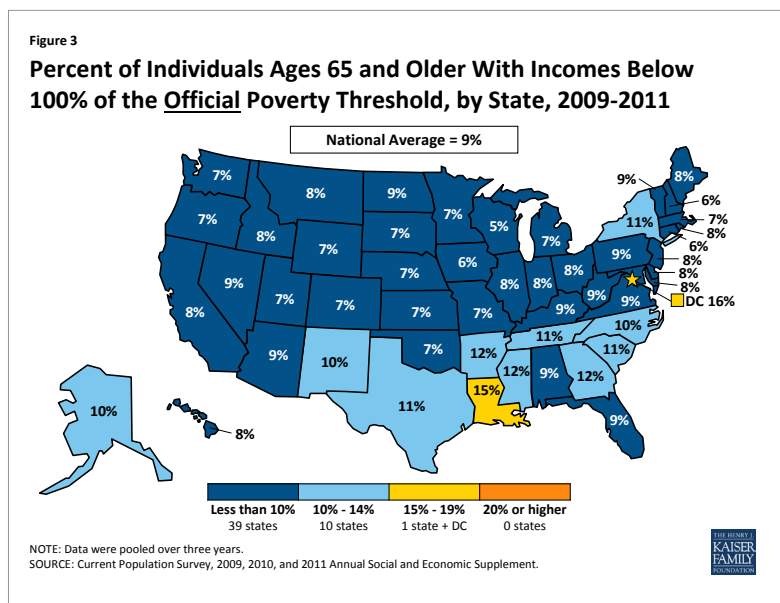 Figure 3
Percent of Individuals Ages 65 and Older With Incomes Below
100% of the Official Poverty Threshold, by State, 2009-2011
National Average = 9%
7%
8%
9%
7%
5%
7%
9%
8%
6%
7%
8%
6%
11%
7%
8%
7%
7%
6%
9%
8%
8%
8%
DC 16%
8%
9%
7%
7%
7%
7%
7%
8%
8%
8%
9%
9%
9%
9%
10%
11%
7%
12%
12%
15%
9%
12%
11%
10%
9%
10%
8%
Less than 10%
10% - 14%
15% - 19%
20% or higher
39 states
10 states
1 state + DC
0 states
NOTE: Data were pooled over three years.
SOURCE: Current Population Survey, 2009, 2010, and 2011 Annual Social and Economic Supplement.
THE HENRY J.
KAISER
FAMILY
FOUNDATION